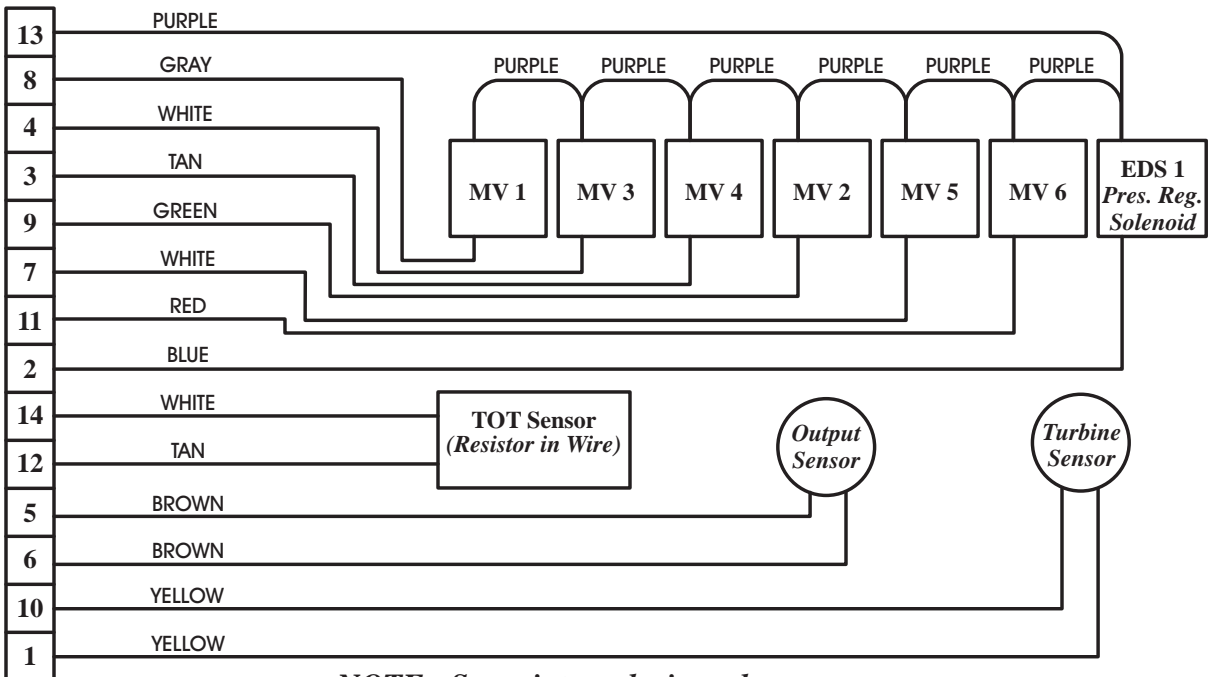 13 PURPLE
8 GRAY
PURPLE PURPLE PURPLE PURPLE PURPLE PURPLE
4 WHITE
3 TAN
MV 1 MV 3 MV 4 MV 2 MV 5 MV 6
EDS 1
Pres. Reg.
Solenoid
9 GREEN
7 WHITE
11 RED
2 BLUE
14 WHITE
TOT Sensor
(Resistor in Wire)
Output
Sensor
Turbine
Sensor
12 TAN
5 BROWN
6 BROWN
10 YELLOW
1 YELLOW